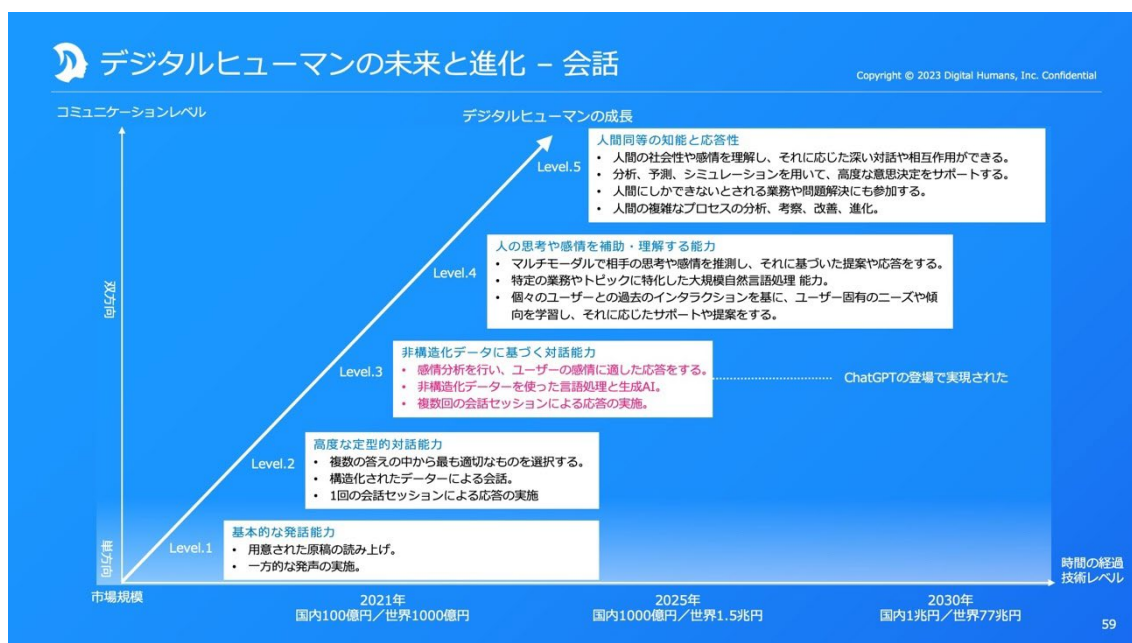 デジタルヒューマンの未来と進化 – 会話
Copyright © 2023 Digital Humans, Inc. Confidential
コミュニケーションレベル
デジタルヒューマンの成長
Level.5
人間同等の知能と応答性
• 人間の社会性や感情を理解し、それに応じた深い対話や相互作用ができる。
• 分析、予測、シミュレーションを用いて、高度な意思決定をサポートする。
• 人間にしかできないとされる業務や問題解決にも参加する。
• 人間の複雑なプロセスの分析、考察、改善、進化。
Level.4
人の思考や感情を補助・理解する能力
• マルチモーダルで相手の思考や感情を推測し、それに基づいた提案や応答をする。
• 特定の業務やトピックに特化した大規模自然言語処理 能力。
• 個々のユーザーとの過去のインタラクションを基に、ユーザー固有のニーズや傾
向を学習し、それに応じたサポートや提案をする。
双方向
Level.3
非構造化データに基づく対話能力
• 感情分析を行い、ユーザーの感情に適した応答をする。
• 非構造化データーを使った言語処理と生成AI。
• 複数回の会話セッションによる応答の実施。
ChatGPTの登場で実現された
Level.2
高度な定型的対話能力
• 複数の答えの中から最も適切なものを選択する。
• 構造化されたデーターによる会話。
• 1回の会話セッションによる応答の実施
単方向
Level.1
基本的な発話能力
• 用意された原稿の読み上げ。
• 一方的な発声の実施。
時間の経過
技術レベル
市場規模
2021年
国内100億円／世界1000億円
2025年
国内1000億円／世界1.5兆円
2030年
国内1兆円／世界77兆円
59